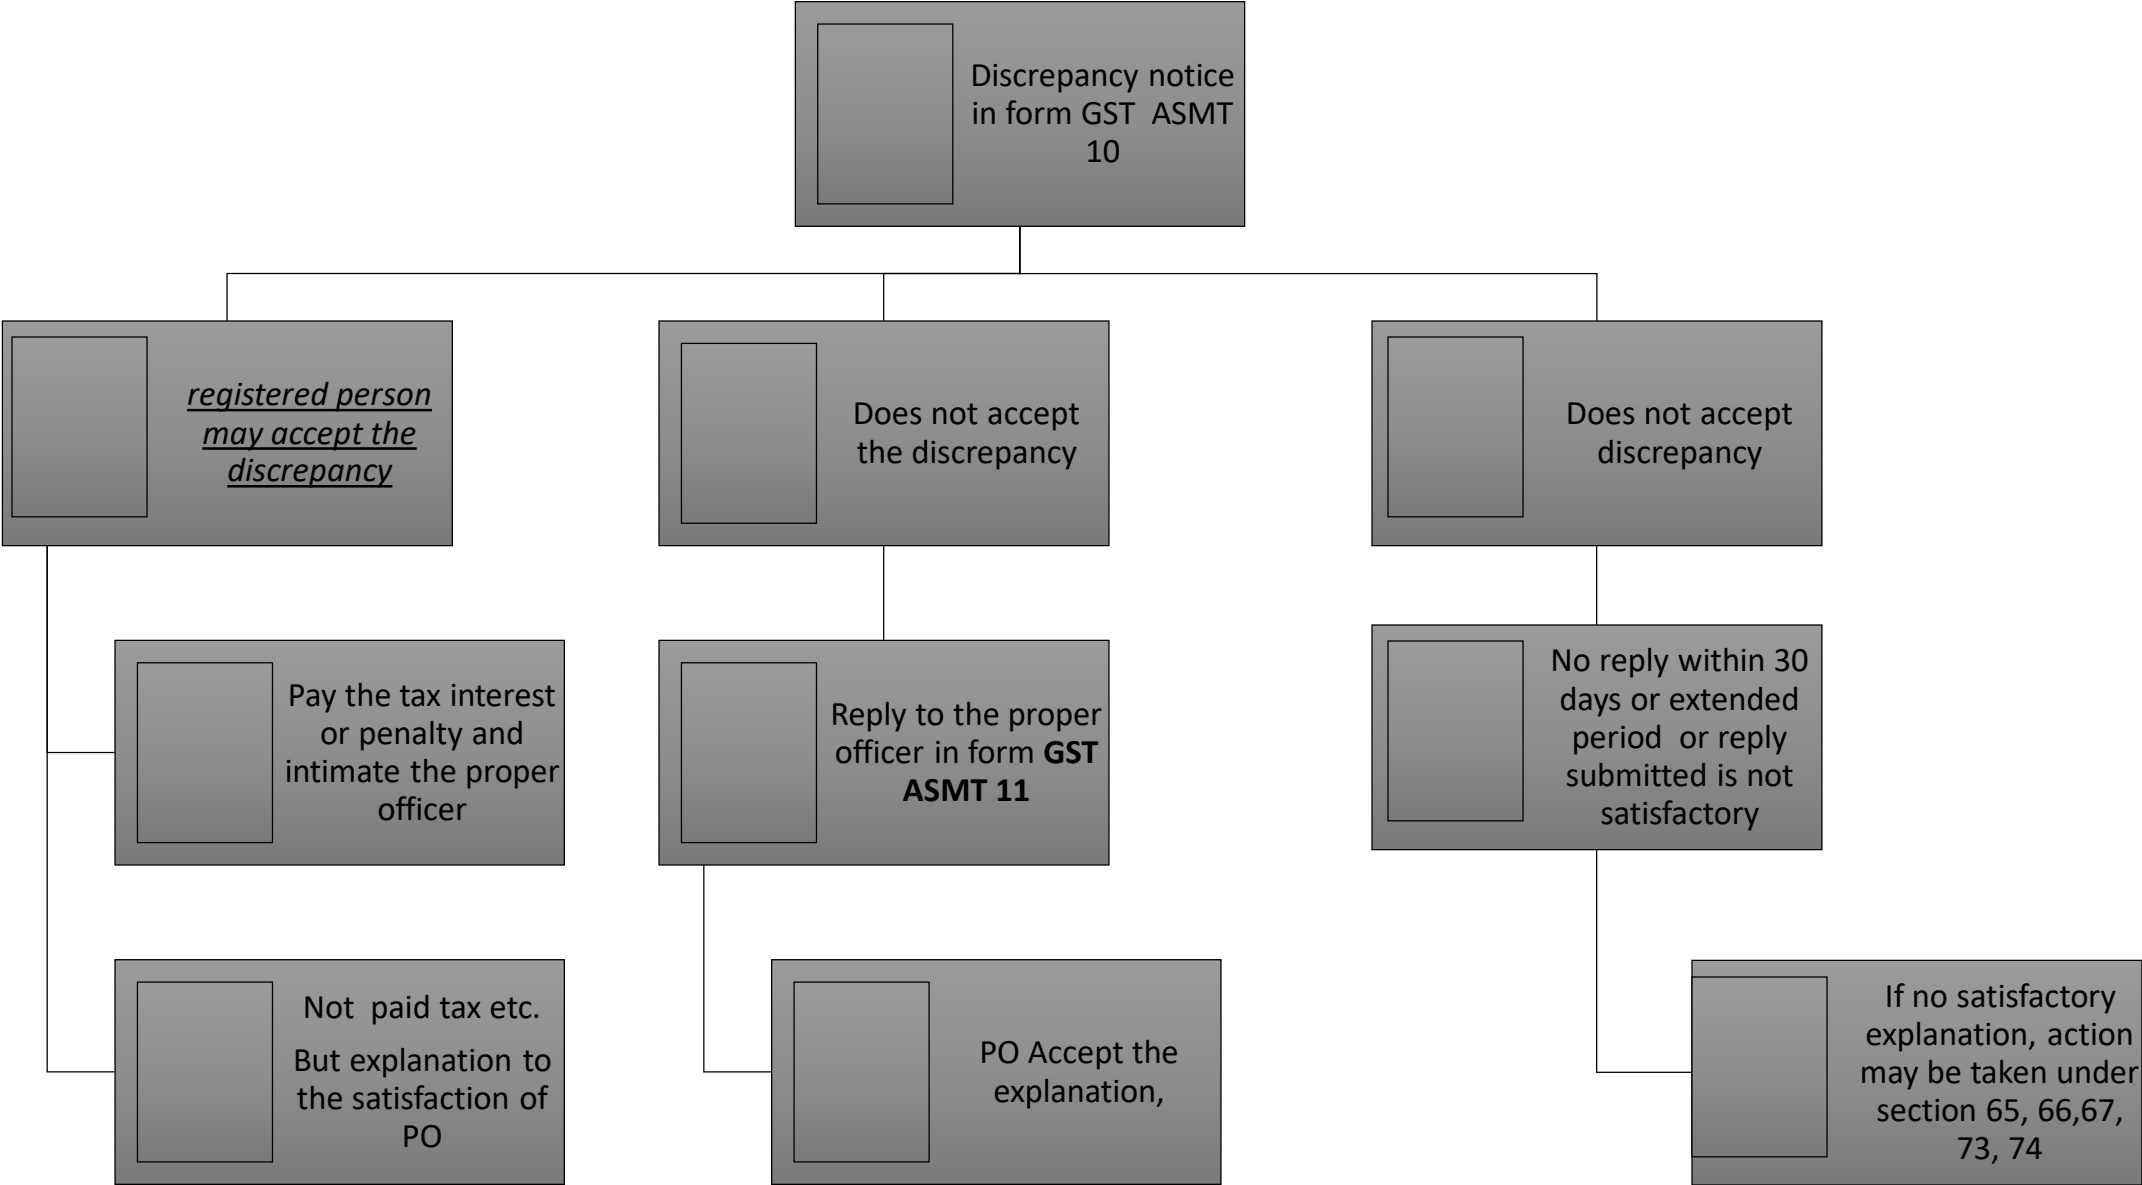 Discrepancy notice
in form GST  ASMT
10
registered person
may accept the
discrepancy
Does not accept
the discrepancy
Does not accept
discrepancy
Pay the tax interest
or penalty and
intimate the proper
officer
Reply to the proper
officer in form GST
ASMT 11
No reply within 30
days or extended
period  or reply
submitted is not
satisfactory
Not  paid tax etc.
But explanation to
the satisfaction of
PO
PO Accept the
explanation,
If no satisfactory
explanation, action
may be taken under
section 65, 66,67,
73, 74